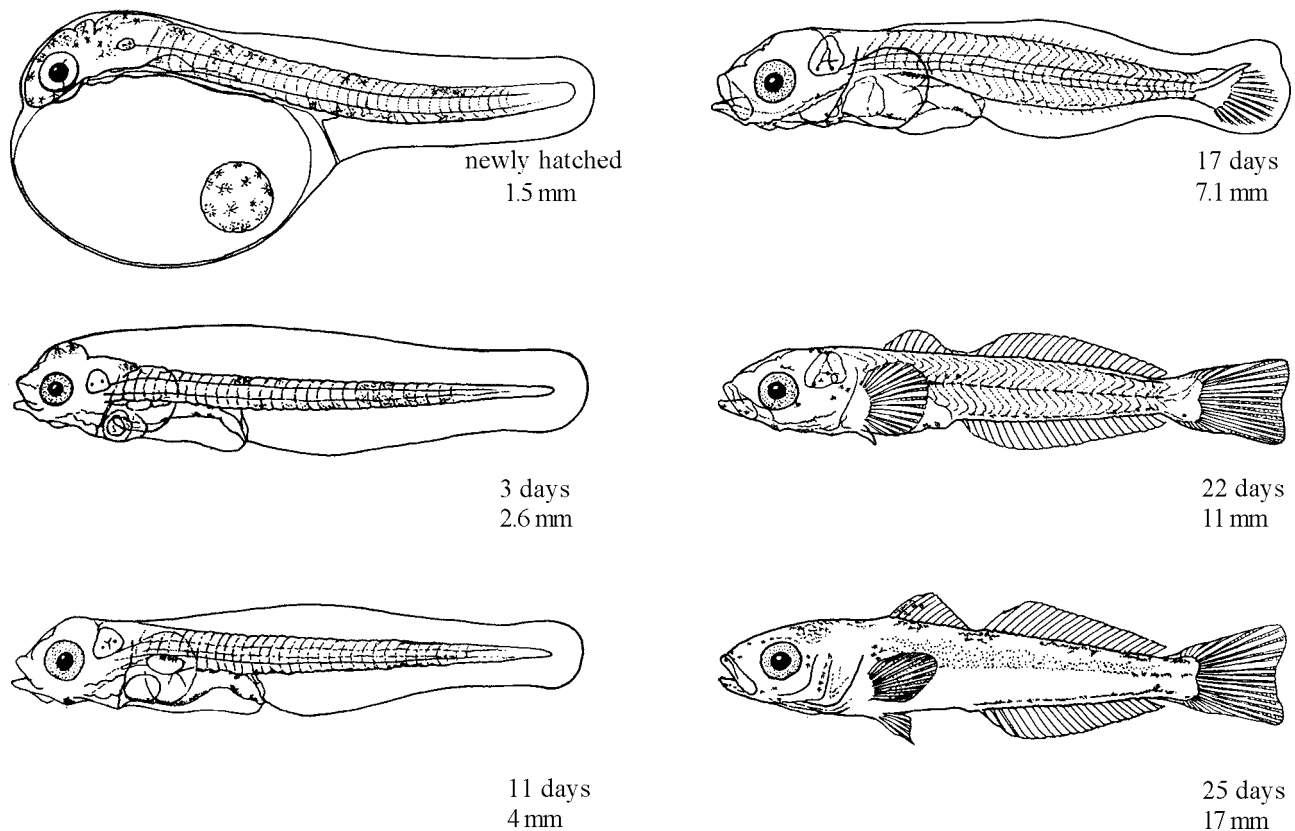 newly hatched
1.5 mm
3 days
2.6 mm
11 days
4 mm
17 days
7.1 mm
22 days
11 mm
25 days
17 mm